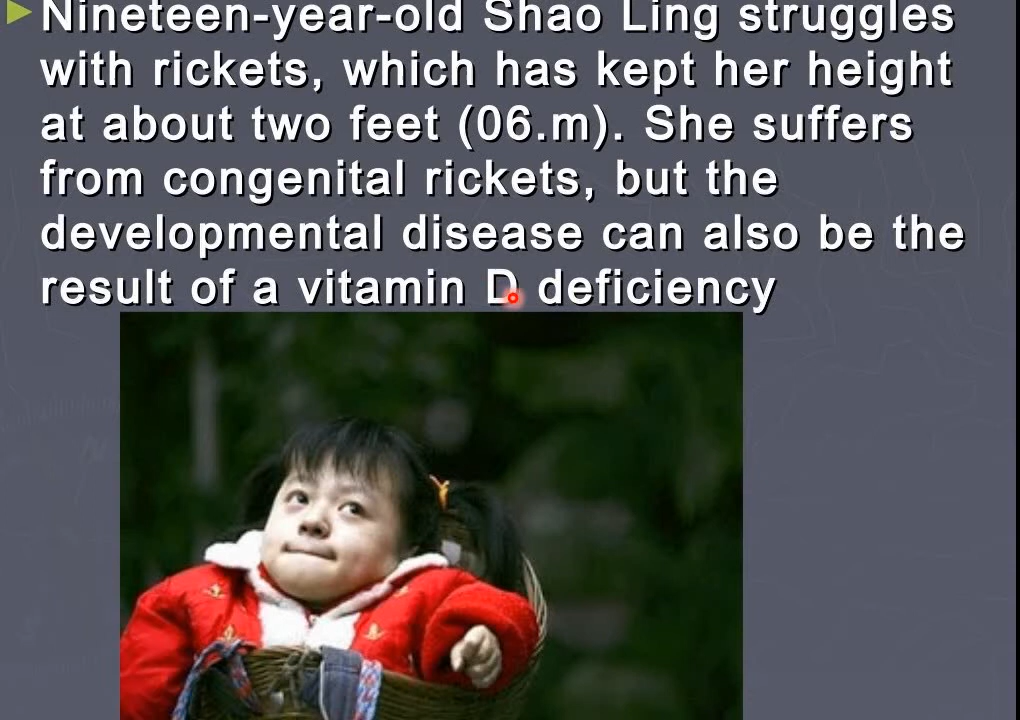 Nineteen-year-old Shao Ling struggles
with rickets, which has kept her height
at about two feet (06.m). She suffers
from congenital rickets, but the
developmental disease can also be the
result of a vitamin D deficiency